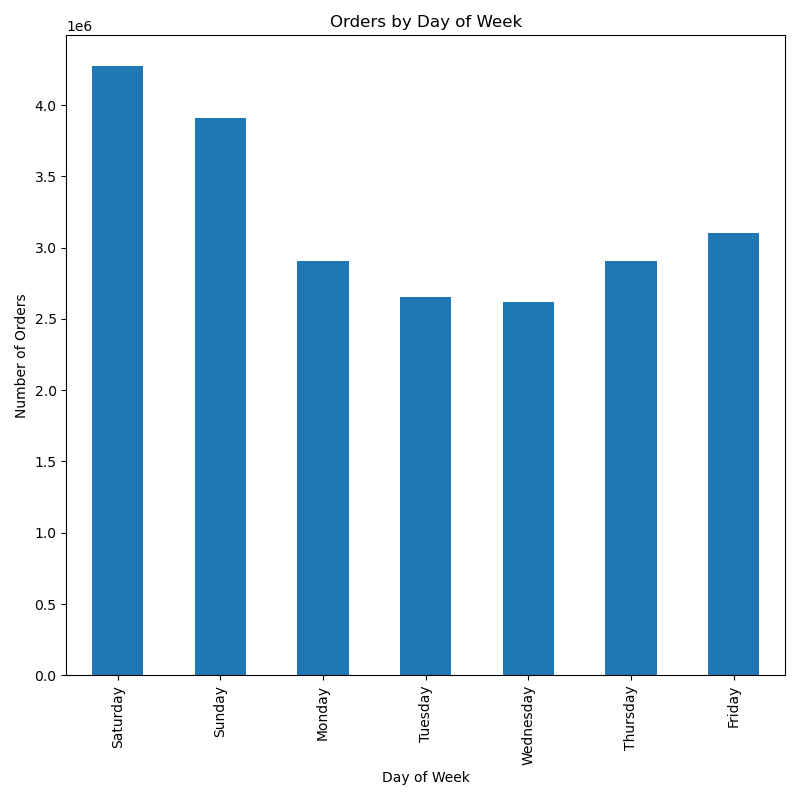 Orders by Day of Week
1e6
4.0
3.5
3.0
2.5
2.0
1.5
1.0
0.5
0.0
Number of Orders
Saturday
Sunday
Monday
Tuesday
Wednesday
Thursday
Friday
Day of Week